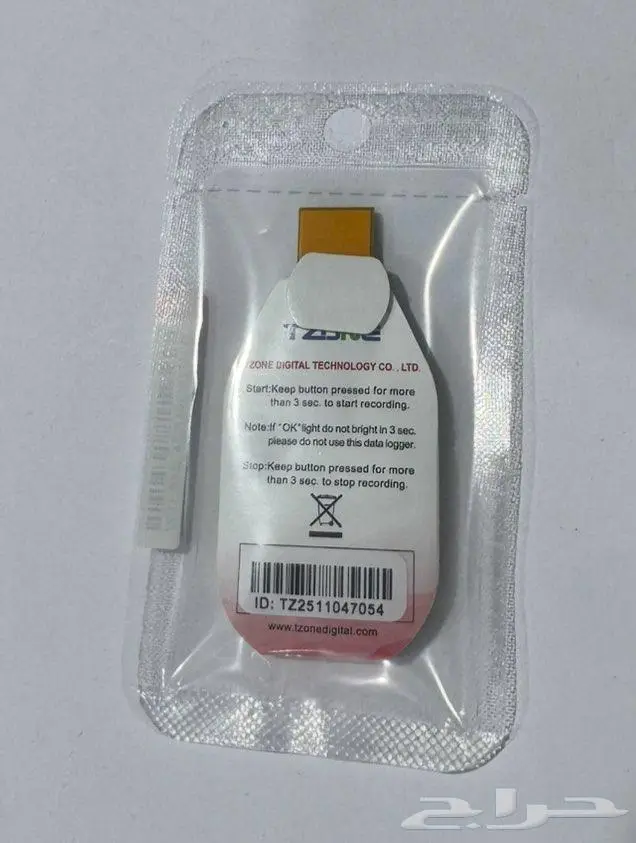 TZONE
TZONE DIGITAL TECHNOLOGY CO., LTD.
Start:Keep button pressed for more
than 3 sec. to start recording.
Note:If "OK"light do not bright in 3 sec.
please do not use this data logger.
Stop:Keep button pressed for more
than 3 sec. to stop recording.
ID: TZ2511047054
www.tzonedigital.com
حراج